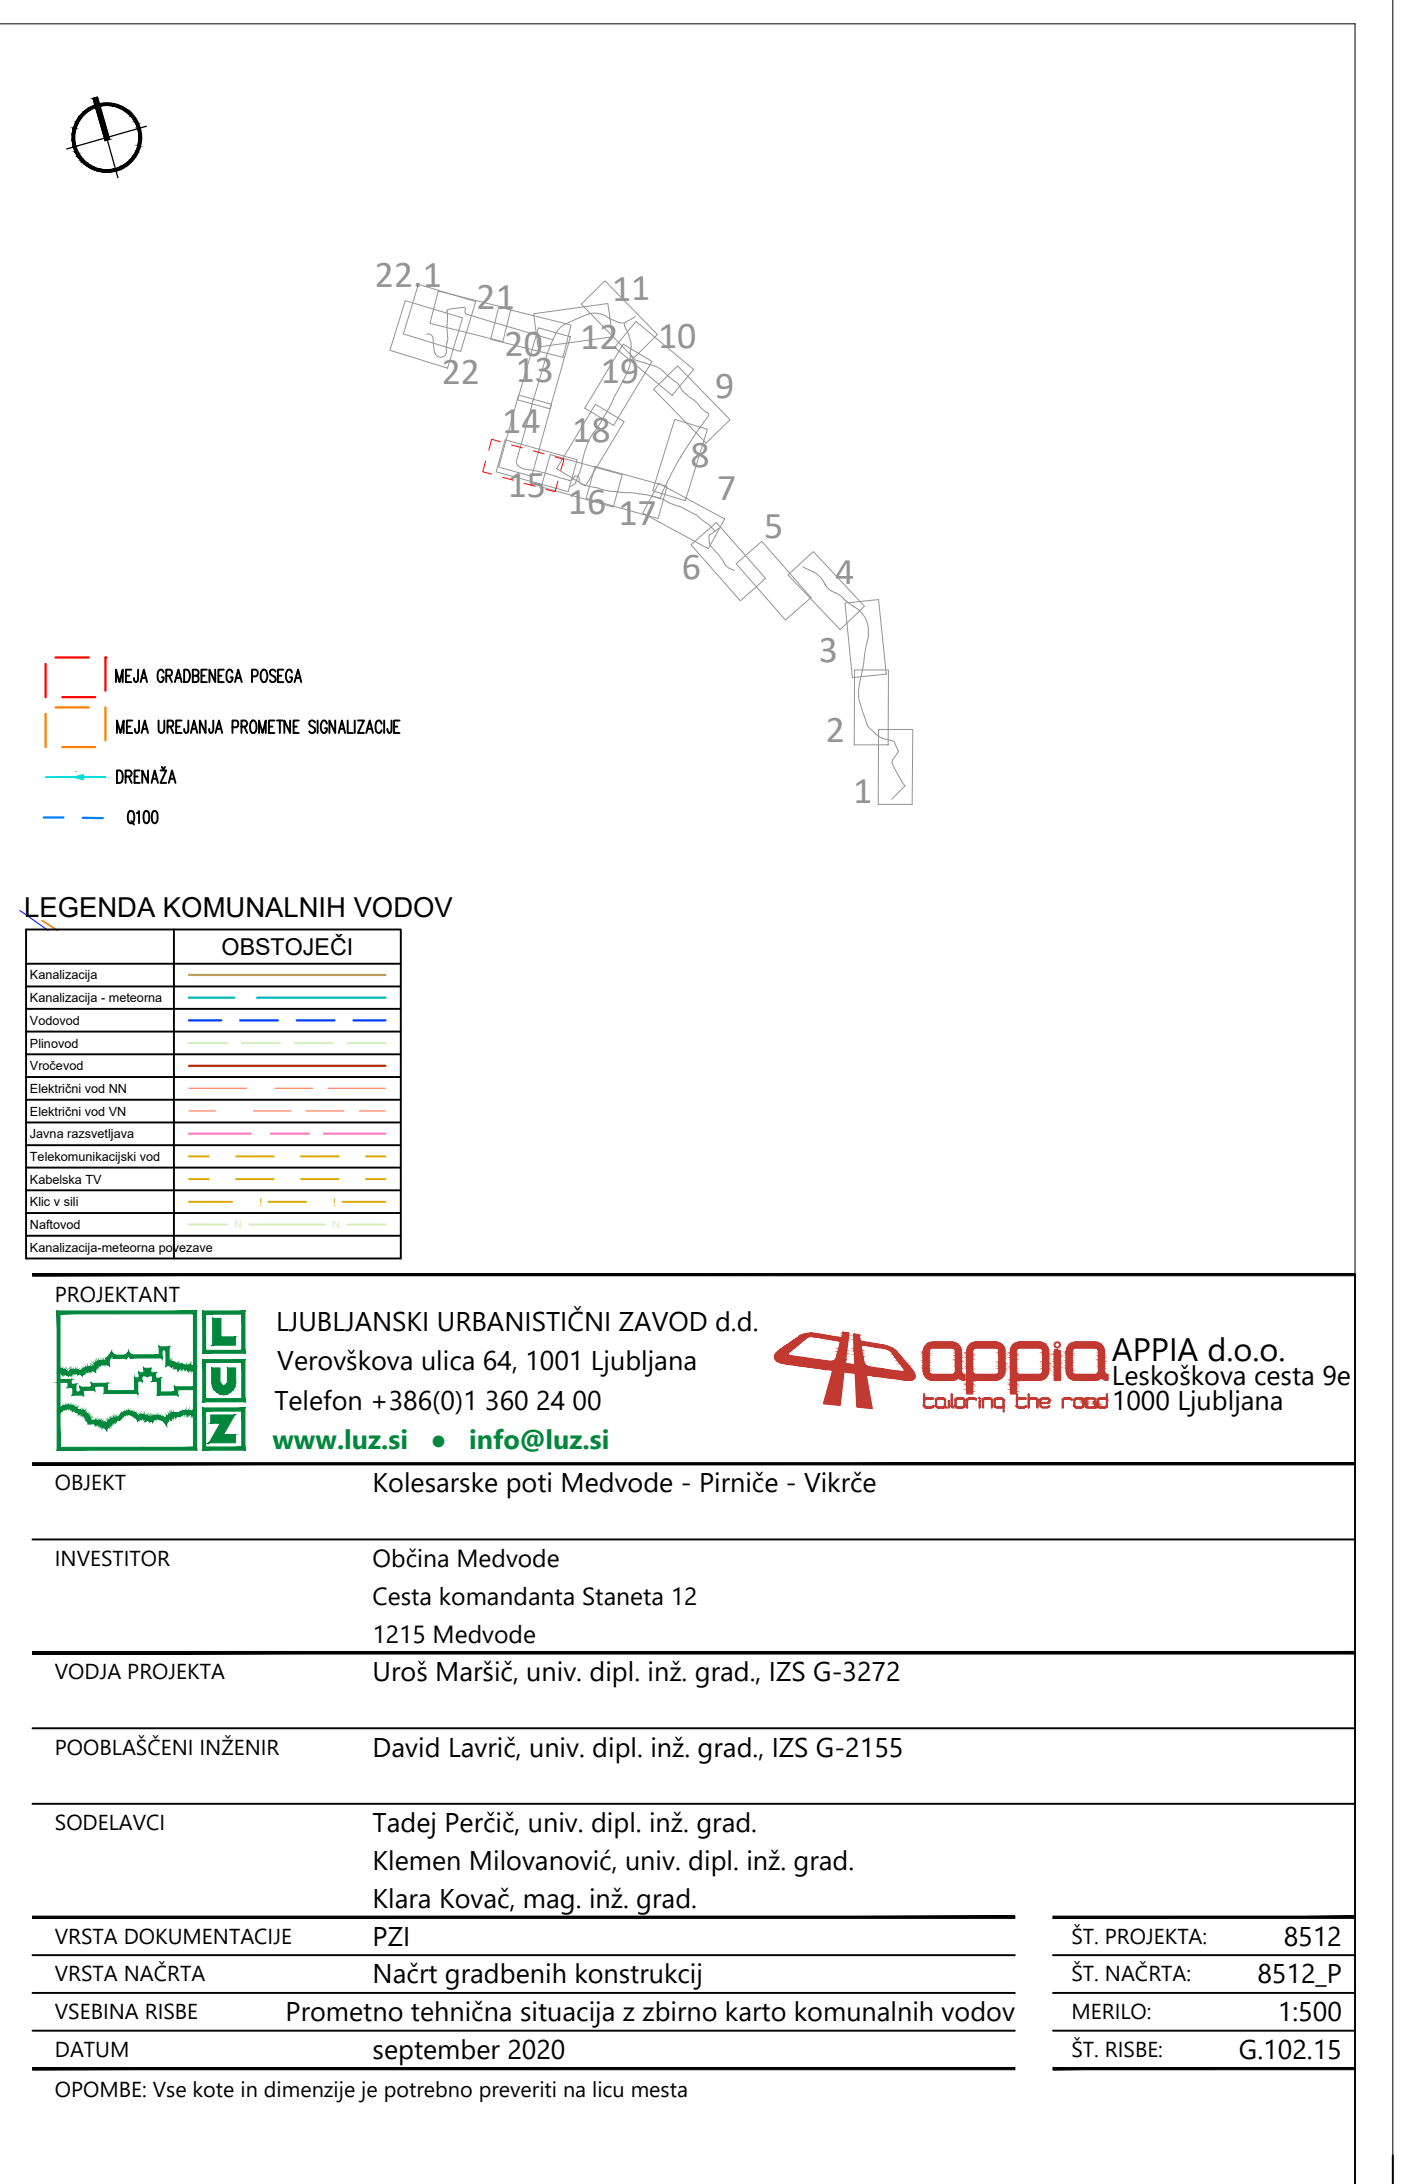 22.1
21
11
20
12
10
22
13
19
9
14
18
8
15
16
17
7
5
6
4
3
2
1
MEJA GRADBENEGA POSEGA
MEJA UREJANJA PROMETNE SIGNALIZACIJE
DRENAŽA
Q100
LEGENDA KOMUNALNIH VODOV
OBSTOJEČI
Kanalizacija
Kanalizacija - meteorna
Vodovod
Plinovod
Vročevod
Električni vod NN
Električni vod VN
Javna razsvetljava
Telekomunikacijski vod
Kabelska TV
Klic v sili ! !
Naftovod N N
Kanalizacija-meteorna povezave
PROJEKTANT
L
U
Z
LJUBLJANSKI URBANISTIČNI ZAVOD d.d.
Verovškova ulica 64, 1001 Ljubljana
Telefon +386(0)1 360 24 00
www.luz.si ● info@luz.si
appia
tailoring the road
APPIA d.o.o.
Leskoškova cesta 9e
1000 Ljubljana
OBJEKT Kolesarske poti Medvode - Pirniče - Vikrče
INVESTITOR Občina Medvode
Cesta komandanta Staneta 12
1215 Medvode
VODJA PROJEKTA Uroš Maršič, univ. dipl. inž. grad., IZS G-3272
POOBLAŠČENI INŽENIR David Lavrič, univ. dipl. inž. grad., IZS G-2155
SODELAVCI Tadej Perčič, univ. dipl. inž. grad.
Klemen Milovanović, univ. dipl. inž. grad.
Klara Kovač, mag. inž. grad.
VRSTA DOKUMENTACIJE PZI ŠT. PROJEKTA: 8512
VRSTA NAČRTA Načrt gradbenih konstrukcij ŠT. NAČRTA: 8512_P
VSEBINA RISBE Prometno tehnična situacija z zbirno karto komunalnih vodov MERILO: 1:500
DATUM september 2020 ŠT. RISBE: G.102.15
OPOMBE: Vse kote in dimenzije je potrebno preveriti na licu mesta